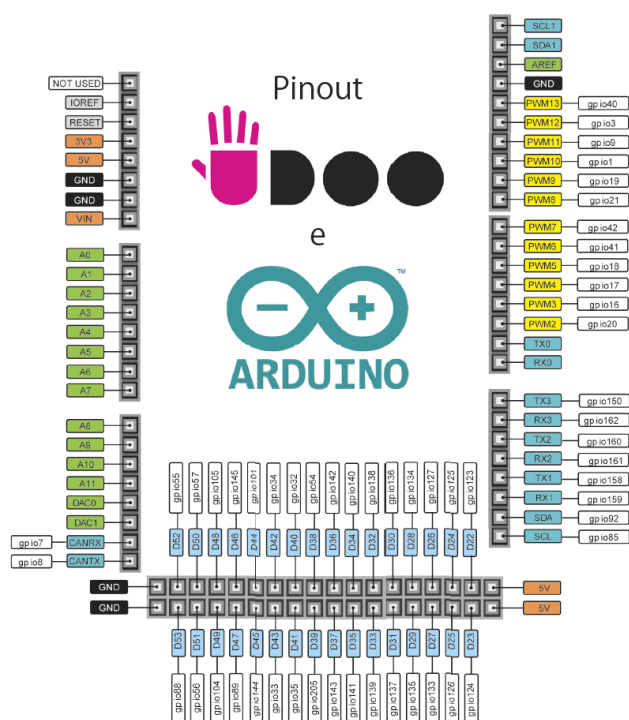 Pinout
DOO
e
™
ARDUINO
NOT USED
IOREF
RESET
3V3
5V
GND
GND
VIN
A0
A1
A2
A3
A4
A5
A6
A7
A8
A9
A10
A11
DAC0
DAC1
gpio7 CANRX
gpio8 CANTX
SCL1
SDA1
AREF
GND
PWM13 gpio40
PWM12 gpio3
PWM11 gpio9
PWM10 gpio1
PWM9 gpio19
PWM8 gpio21
PWM7 gpio42
PWM6 gpio41
PWM5 gpio18
PWM4 gpio17
PWM3 gpio16
PWM2 gpio20
TX0
RX0
TX3 gpio150
RX3 gpio162
TX2 gpio160
RX2 gpio161
TX1 gpio158
RX1 gpio159
SDA gpio92
SCL gpio85
gpio55 gpio57 gpio105 gpio145 gpio101 gpio34 gpio32 gpio54 gpio142 gpio140 gpio138 gpio136 gpio134 gpio127 gpio125 gpio123
D52 D50 D48 D46 D44 D42 D40 D38 D36 D34 D32 D30 D28 D26 D24 D22
GND 5V
GND 5V
D53 D51 D49 D47 D45 D43 D41 D39 D37 D35 D33 D31 D29 D27 D25 D23
gpio88 gpio56 gpio104 gpio89 gpio144 gpio33 gpio35 gpio205 gpio143 gpio141 gpio139 gpio137 gpio135 gpio133 gpio126 gpio124